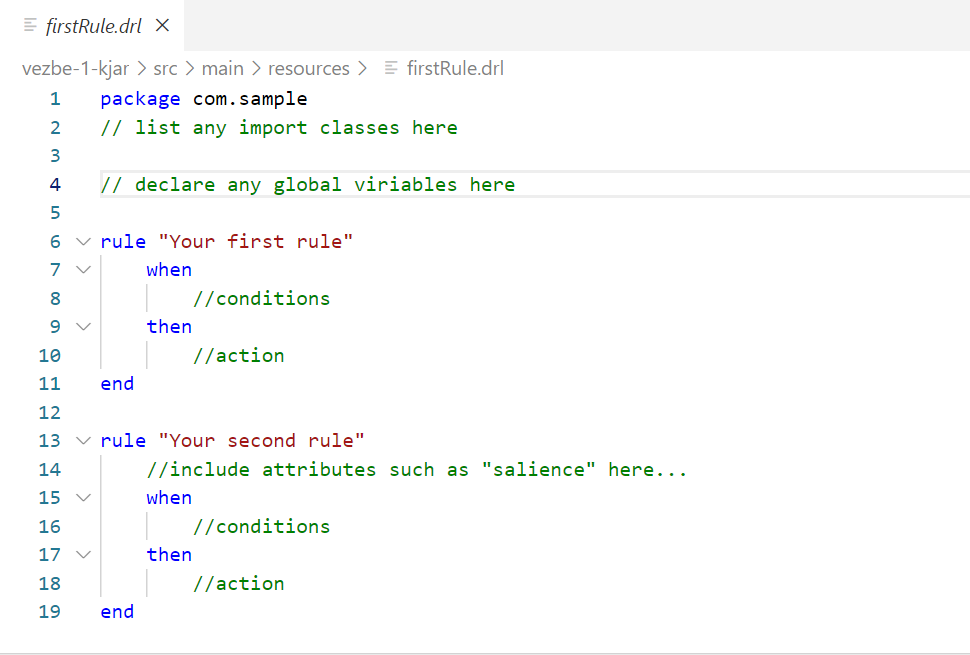 firstRule.drl
vezbe-1-kjar > src > main > resources > firstRule.drl
1 package com.sample
2 // list any import classes here
3
4 // declare any global viriables here
5
6 rule "Your first rule"
7 when
8 //conditions
9 then
10 //action
11 end
12
13 rule "Your second rule"
14 //include attributes such as "salience" here...
15 when
16 //conditions
17 then
18 //action
19 end